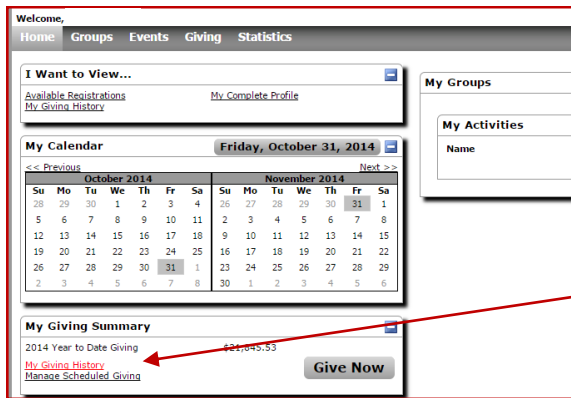 Welcome,
Home Groups Events Giving Statistics
I Want to View...
Available Registrations My Complete Profile
My Giving History
My Calendar Friday, October 31, 2014
<< Previous Next >>
October 2014 November 2014
Su Mo Tu We Th Fr Sa Su Mo Tu We Th Fr Sa
28 29 30 1 2 3 4 26 27 28 29 30 31 1
5 6 7 8 9 10 11 2 3 4 5 6 7 8
12 13 14 15 16 17 18 9 10 11 12 13 14 15
19 20 21 22 23 24 25 16 17 18 19 20 21 22
26 27 28 29 30 31 1 23 24 25 26 27 28 29
2 3 4 5 6 7 8 30 1 2 3 4 5 6
My Giving Summary
2014 Year to Date Giving
My Giving History
Manage Scheduled Giving
Give Now
My Groups
My Activities
Name